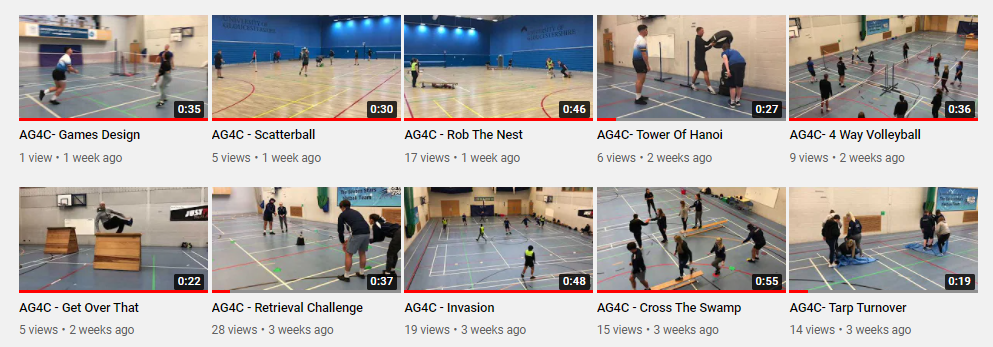 0:35
0:30
0:46
0:27
0:36
AG4C- Games Design
AG4C - Scatterball
AG4C - Rob The Nest
AG4C- Tower Of Hanoi
AG4C- 4 Way Volleyball
1 view • 1 week ago
5 views • 1 week ago
17 views • 1 week ago
6 views • 2 weeks ago
9 views • 2 weeks ago
JUST
0:22
0:37
0:48
0:55
0:19
AG4C - Get Over That
AG4C - Retrieval Challenge
AG4C - Invasion
AG4C - Cross The Swamp
AG4C- Tarp Turnover
5 views • 2 weeks ago
28 views • 3 weeks ago
19 views • 3 weeks ago
15 views • 3 weeks ago
14 views • 3 weeks ago